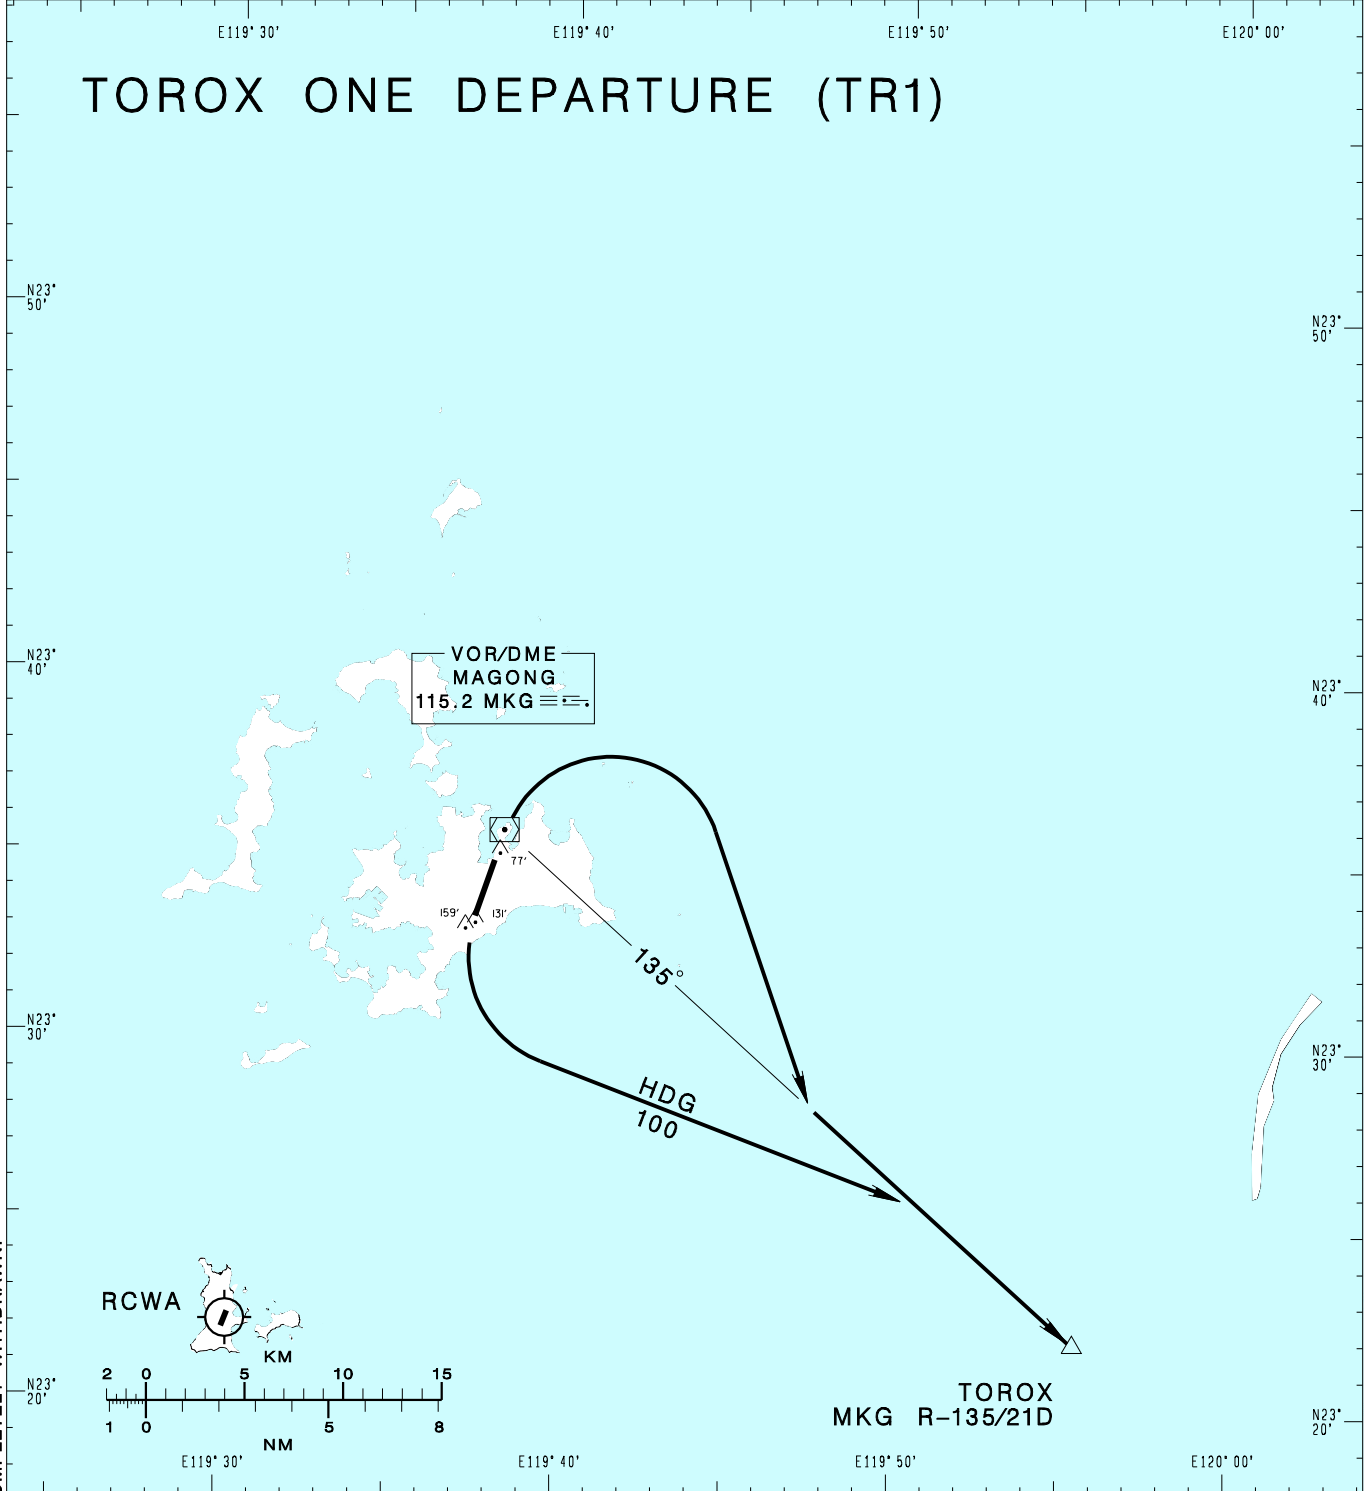 E119° 30' E119° 40' E119° 50' E120° 00'
TOROX ONE DEPARTURE (TR1)
N23°
50'
N23°
50'
N23°
40'
VOR/DME
MAGONG
115.2 MKG
N23°
40'
77'
159' 131'
135°
N23°
30'
N23°
30'
HDG
100
RCWA
KM
2 0 5 10 15
1 0 5 8
NM
N23°
20'
TOROX
MKG R-135/21D
N23°
20'
E119° 30' E119° 40' E119° 50' E120° 00'